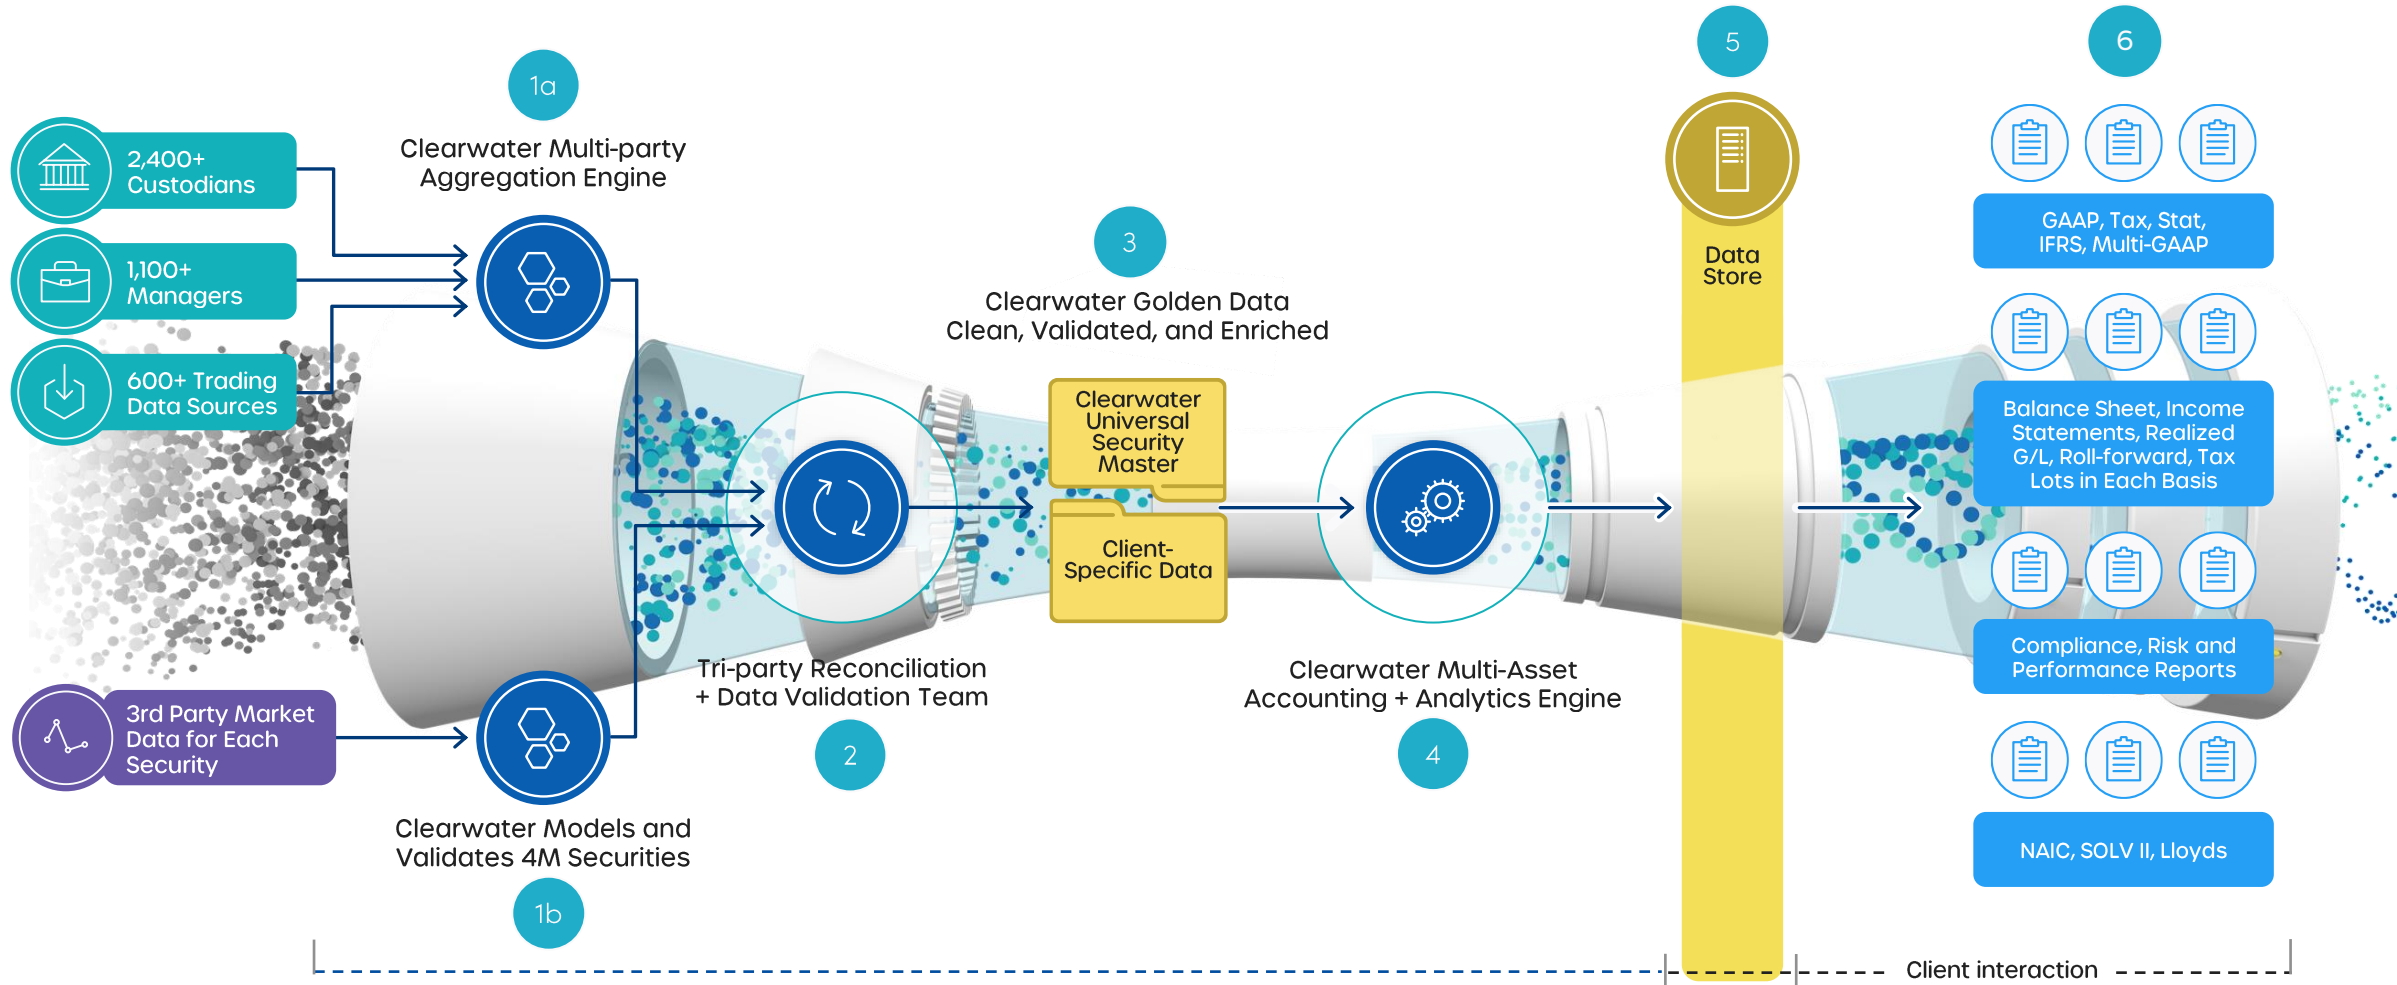 1a
Clearwater Multi-party
Aggregation Engine
2,400+
Custodians
1,100+
Managers
600+ Trading
Data Sources
3rd Party Market
Data for Each
Security
Clearwater Models and
Validates 4M Securities
1b
Tri-party Reconciliation
+ Data Validation Team
2
3
Clearwater Golden Data
Clean, Validated, and Enriched
Clearwater
Universal
Security
Master
Client-
Specific Data
Clearwater Multi-Asset
Accounting + Analytics Engine
4
5
Data
Store
6
GAAP, Tax, Stat,
IFRS, Multi-GAAP
Balance Sheet, Income
Statements, Realized
G/L, Roll-forward, Tax
Lots in Each Basis
Compliance, Risk and
Performance Reports
NAIC, SOLV II, Lloyds
Client interaction